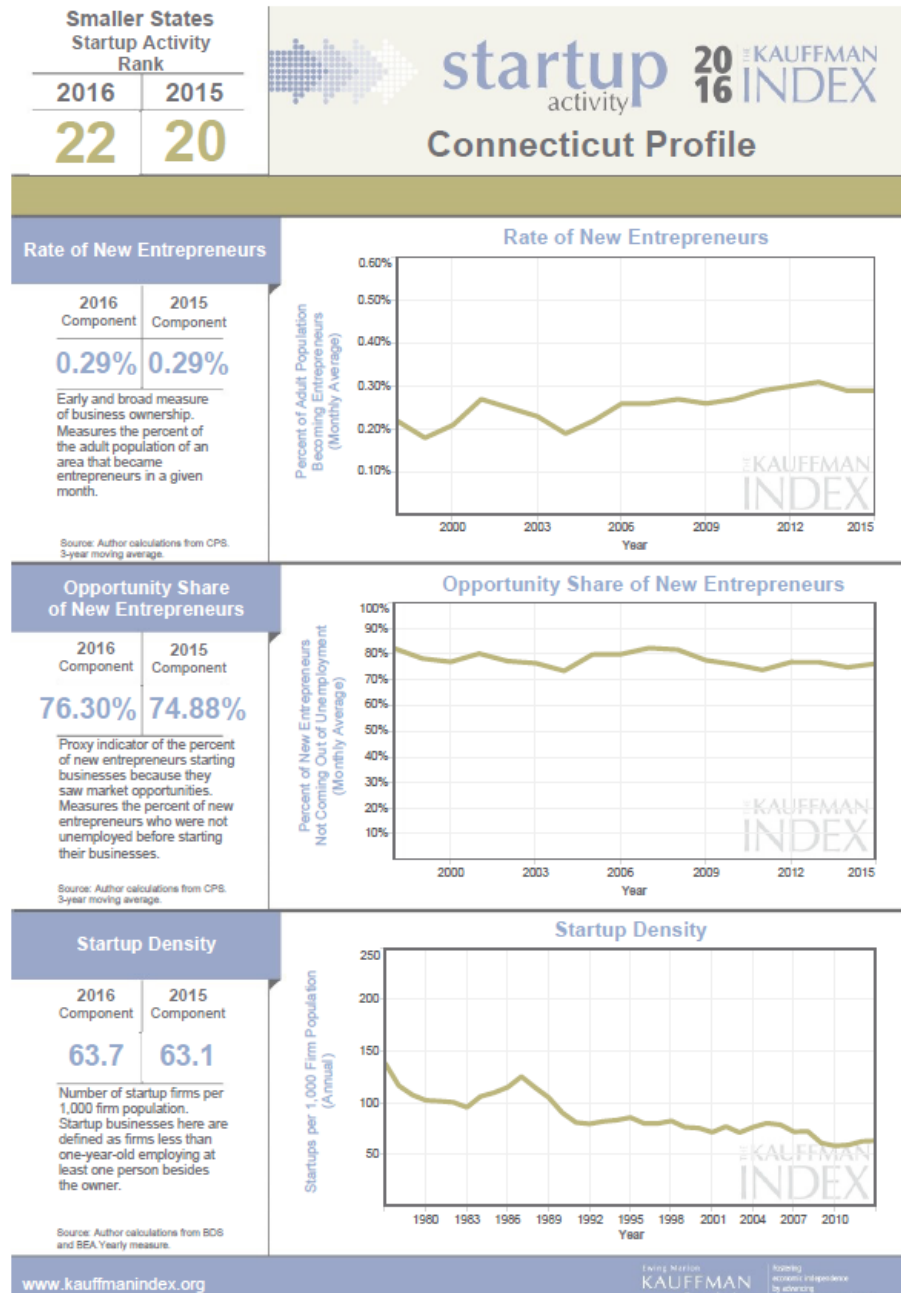 Smaller States
Startup Activity
Rank
2016 2015
22 20
startup
activity
20
16
THE KAUFFMAN
INDEX
Connecticut Profile
Rate of New Entrepreneurs
2016 2015
Component Component
0.29% 0.29%
Early and broad measure
of business ownership.
Measures the percent of
the adult population of an
area that became
entrepreneurs in a given
month.
Source: Author calculations from CPS.
3-year moving average.
Rate of New Entrepreneurs
Percent of Adult Population
Becoming Entrepreneurs
(Monthly Average)
0.60%
0.50%
0.40%
0.30%
0.20%
0.10%
THE KAUFFMAN
INDEX
2000 2003 2006 2009 2012 2015
Year
Opportunity Share
of New Entrepreneurs
2016 2015
Component Component
76.30% 74.88%
Proxy indicator of the percent
of new entrepreneurs starting
businesses because they
saw market opportunities.
Measures the percent of new
entrepreneurs who were not
unemployed before starting
their businesses.
Source: Author calculations from CPS.
3-year moving average.
Opportunity Share of New Entrepreneurs
Percent of New Entrepreneurs
Not Coming Out of Unemployment
(Monthly Average)
100%
90%
80%
70%
60%
50%
40%
30%
20%
10%
THE KAUFFMAN
INDEX
2000 2003 2006 2009 2012 2015
Year
Startup Density
2016 2015
Component Component
63.7 63.1
Number of startup firms per
1,000 firm population.
Startup businesses here are
defined as firms less than
one-year-old employing at
least one person besides
the owner.
Source: Author calculations from BDS
and BEA.Yearly measure.
Startup Density
Startups per 1,000 Firm Population
(Annual)
250
200
150
100
50
THE KAUFFMAN
INDEX
1980 1983 1986 1989 1992 1995 1998 2001 2004 2007 2010
Year
www.kauffmanindex.org
Ewing Marion
KAUFFMAN
fostering
economic independence
by advancing